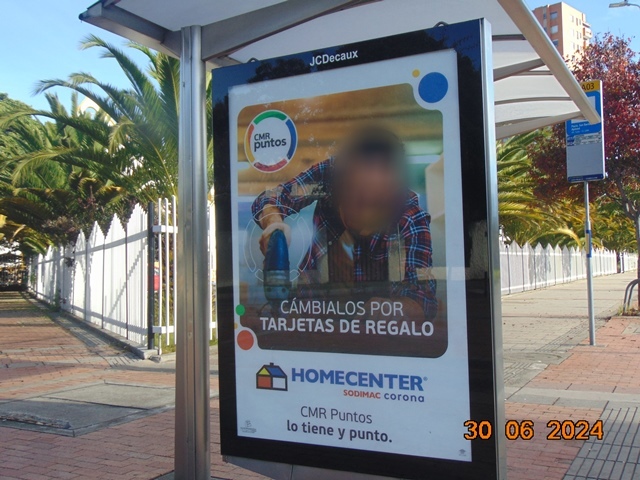 JCDecaux
CMR
puntos
CÁMBIALOS POR
TARJETAS DE REGALO
HOMECENTER
SODIMAC corona
CMR Puntos
lo tiene y punto.
30 06 2024